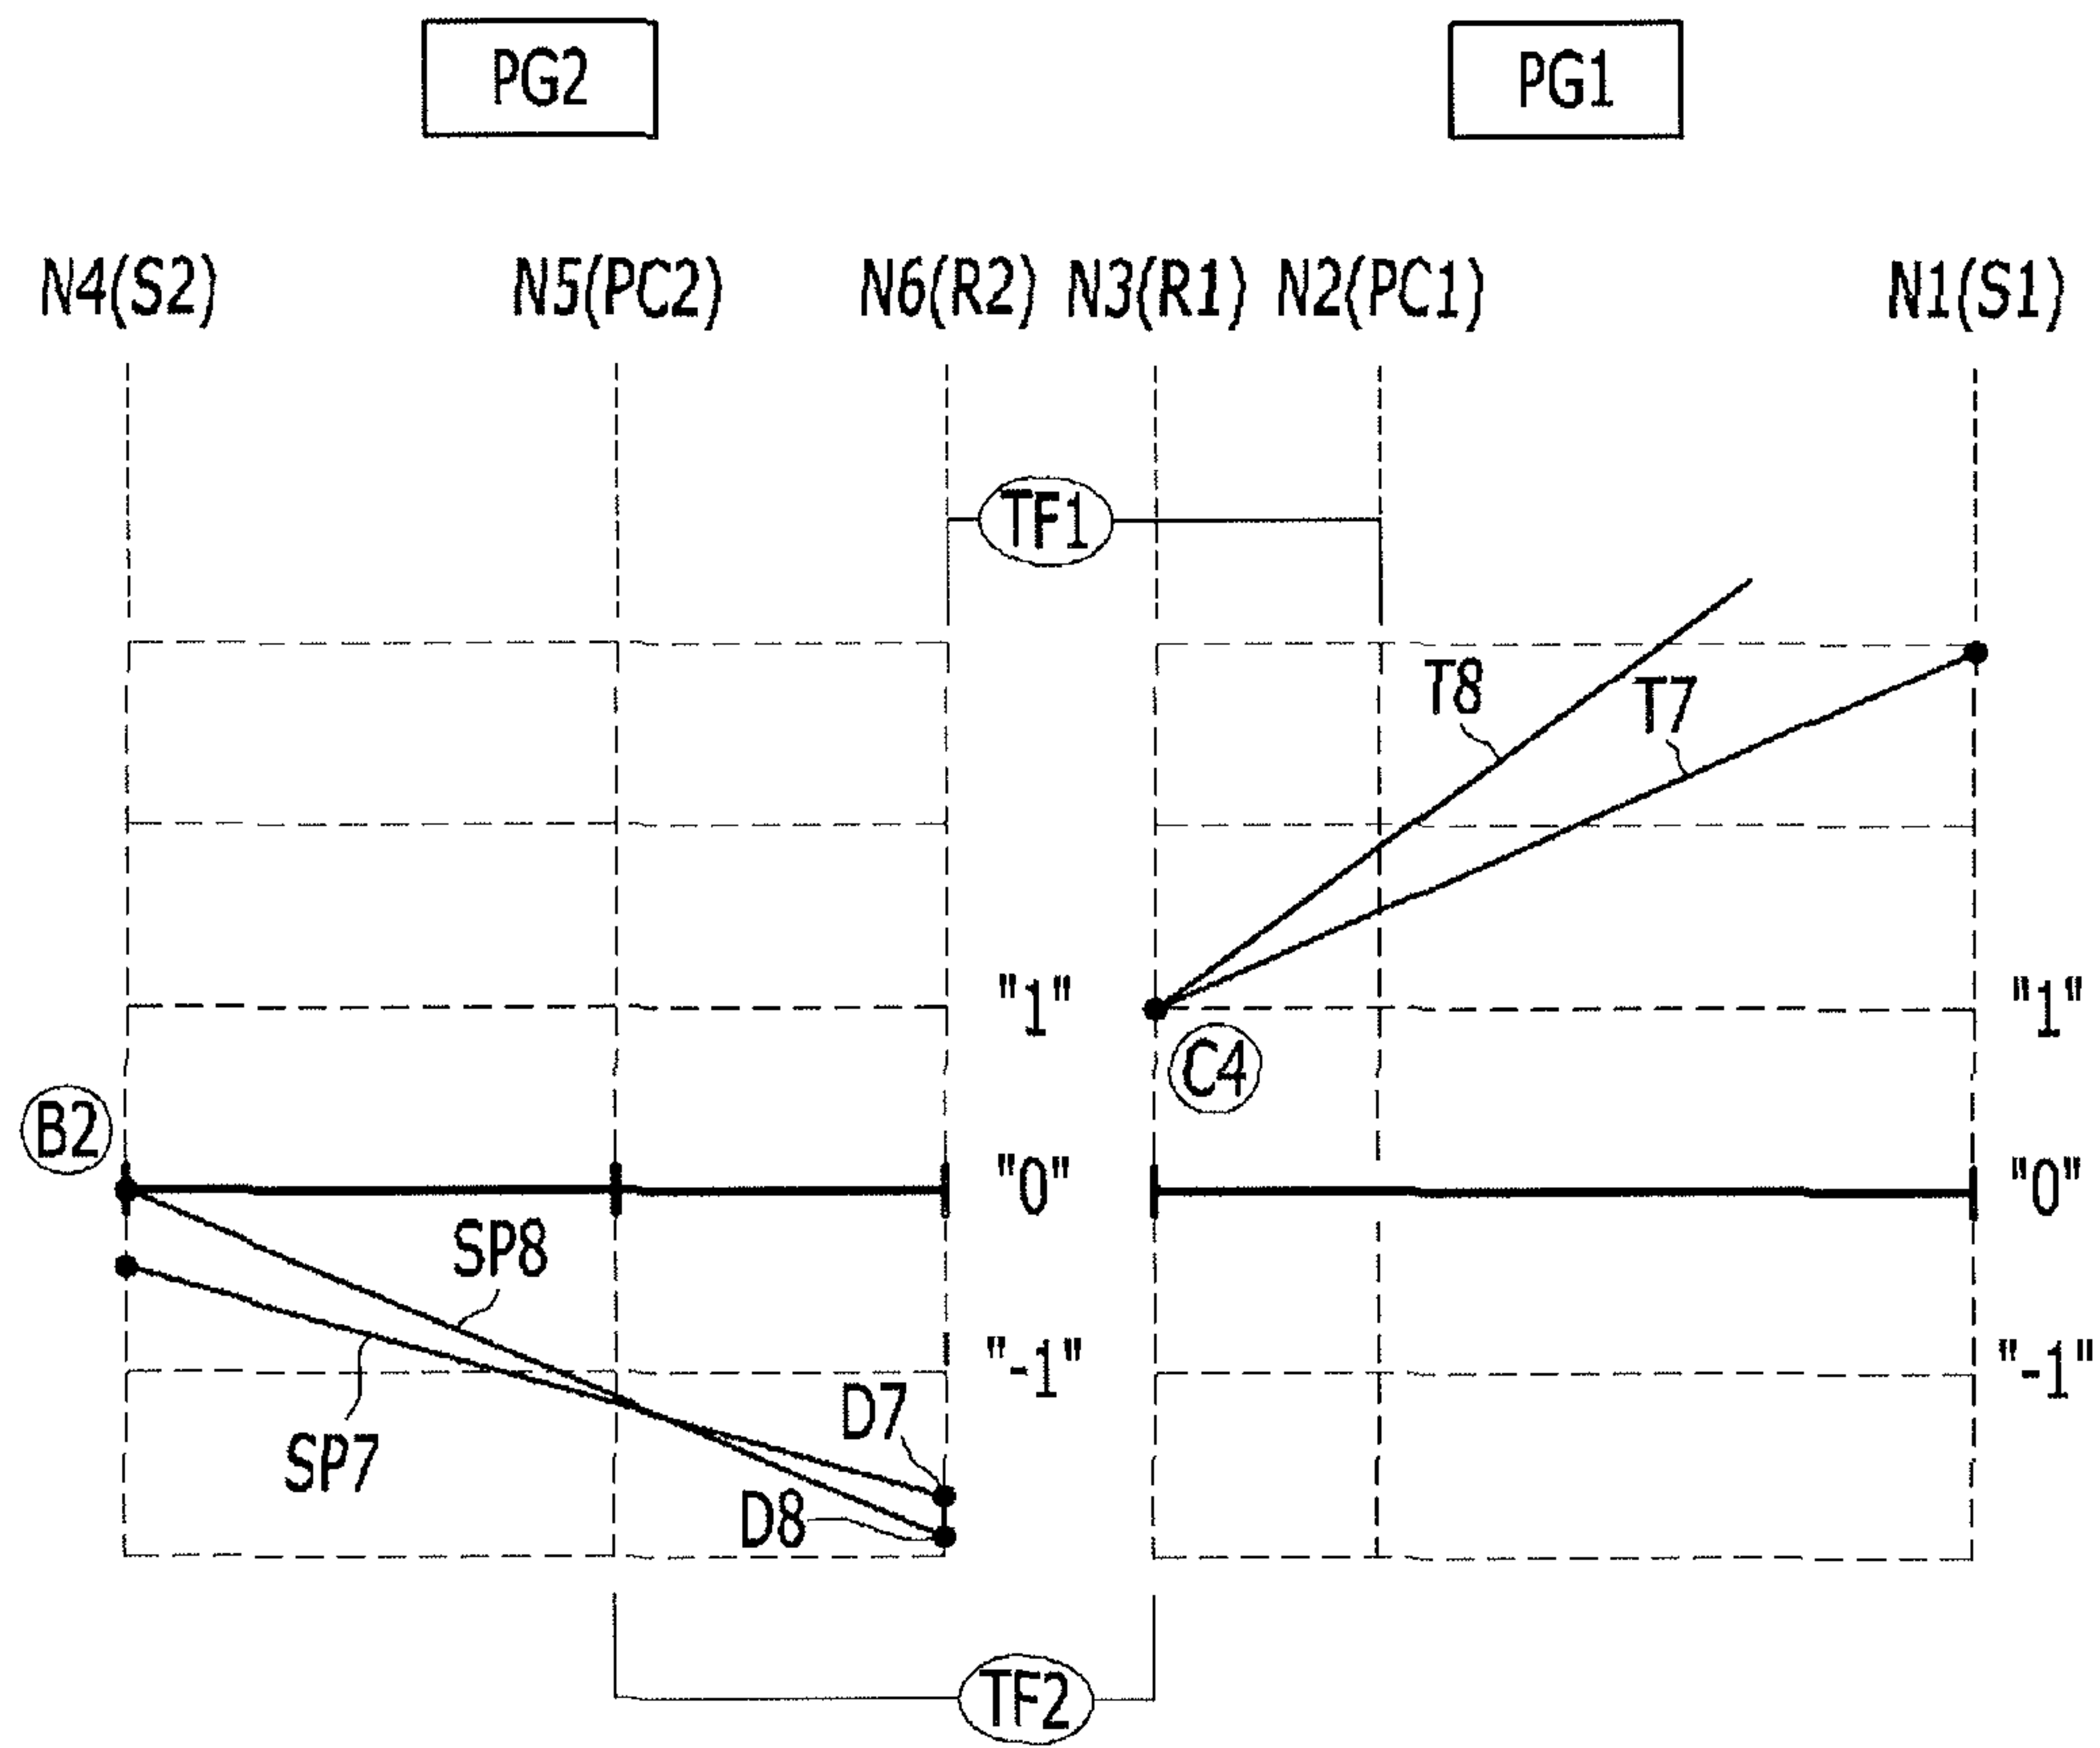 PG2 PG1
N4(S2) N5(PC2) N6(R2) N3(R1) N2(PC1) N1(S1)
TF1
T8 T7
"1" "1"
C4
B2
"0" "0"
SP8
"-1" "-1"
D7
SP7
D8
TF2